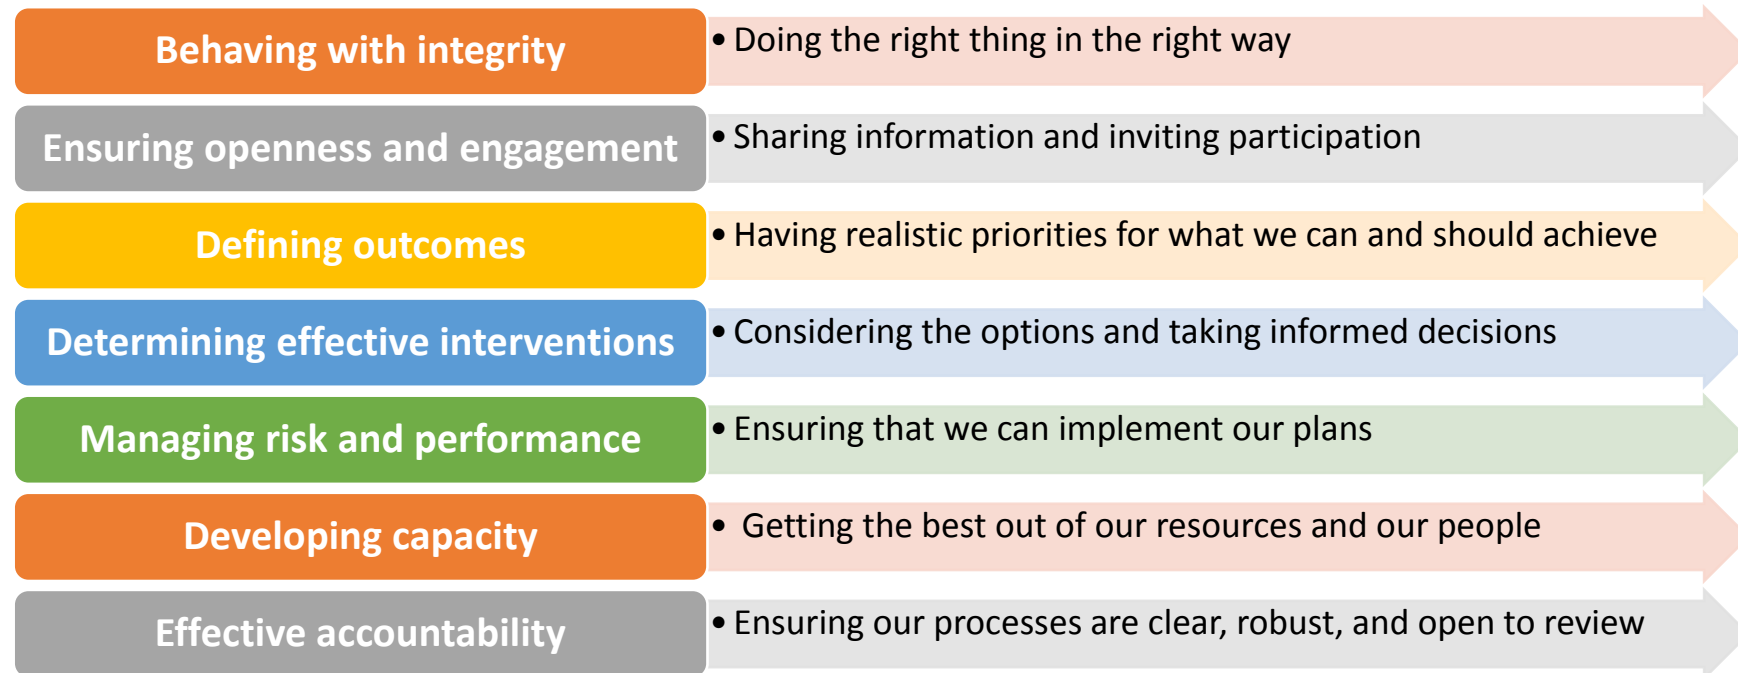 Behaving with integrity
• Doing the right thing in the right way
Ensuring openness and engagement
• Sharing information and inviting participation
Defining outcomes
• Having realistic priorities for what we can and should achieve
Determining effective interventions
• Considering the options and taking informed decisions
Managing risk and performance
• Ensuring that we can implement our plans
Developing capacity
• Getting the best out of our resources and our people
Effective accountability
• Ensuring our processes are clear, robust, and open to review